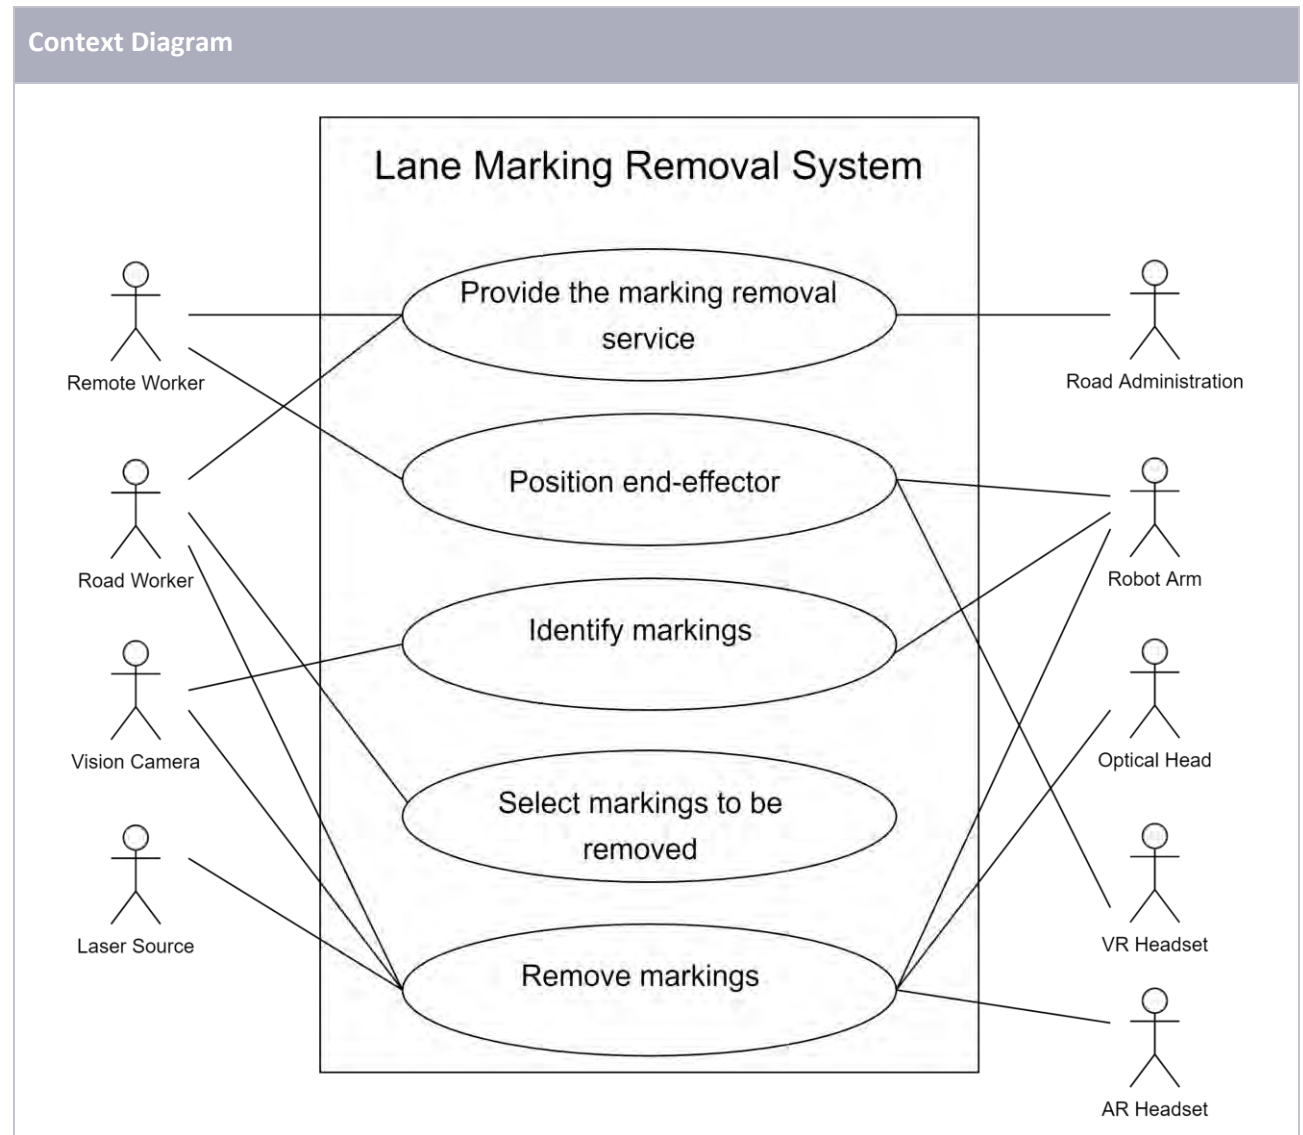 Context Diagram
Lane Marking Removal System
Provide the marking removal
service
Remote Worker
Road Administration
Position end-effector
Road Worker
Robot Arm
Identify markings
Vision Camera
Optical Head
Select markings to be
removed
Laser Source
VR Headset
Remove markings
AR Headset